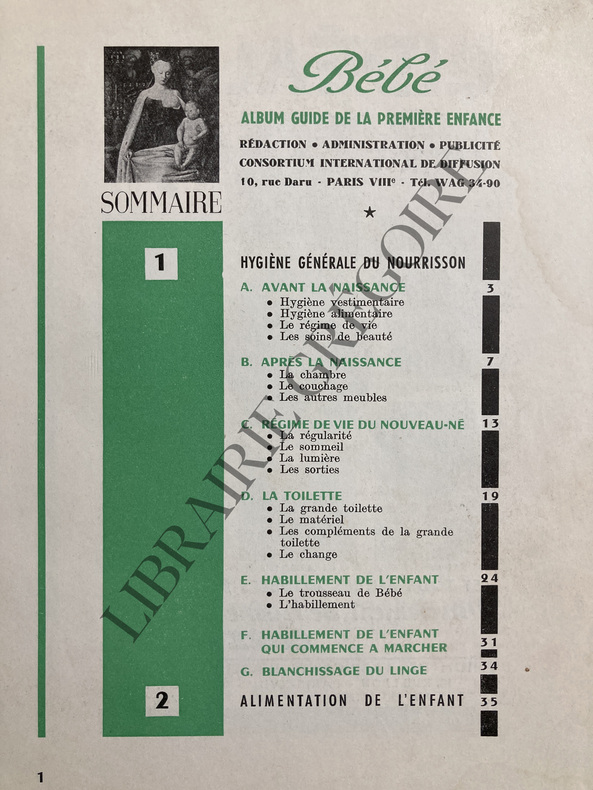 Bébé
ALBUM GUIDE DE LA PREMIÈRE ENFANCE
RÉDACTION • ADMINISTRATION • PUBLICITÉ
CONSORTIUM INTERNATIONAL DE DIFFUSION
10, rue Daru - PARIS VIIIe - Tél. WAG 34-90
SOMMAIRE
1 HYGIÈNE GÉNÉRALE DU NOURRISSON
A. AVANT LA NAISSANCE 3
• Hygiène vestimentaire
• Hygiène alimentaire
• Le régime de vie
• Les soins de beauté
B. APRÈS LA NAISSANCE 7
• La chambre
• Le couchage
• Les autres meubles
C. RÉGIME DE VIE DU NOUVEAU-NÉ 13
• La régularité
• Le sommeil
• La lumière
• Les sorties
D. LA TOILETTE 19
• La grande toilette
• Le matériel
• Les compléments de la grande
toilette
• Le change
E. HABILLEMENT DE L'ENFANT 24
• Le trousseau de Bébé
• L'habillement
F. HABILLEMENT DE L'ENFANT
QUI COMMENCE A MARCHER 31
G. BLANCHISSAGE DU LINGE 34
2 ALIMENTATION DE L'ENFANT 35
1
LIBRAIRIE GRÉGOIRE